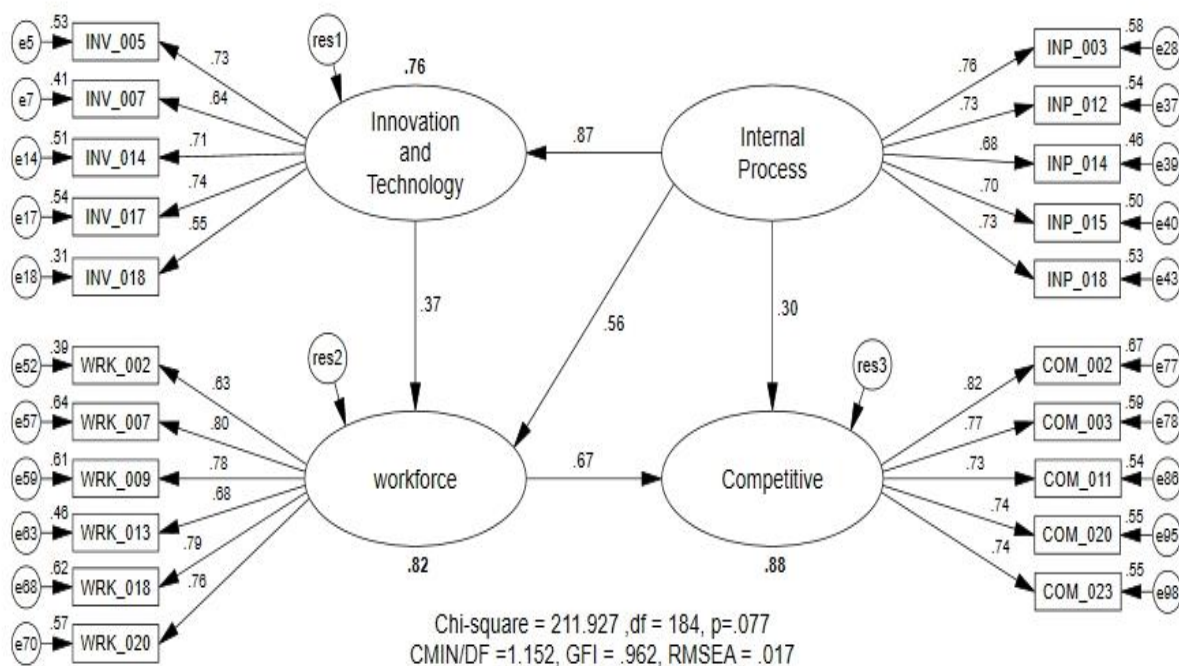 e5
.53
INV_005
.73
e7
.41
INV_007
.64
e14
.51
INV_014
.71
e17
.54
INV_017
.74
e18
.31
INV_018
.55
res1
.76
Innovation
and
Technology
.87
Internal
Process
.76
INP_003
.58
e28
.73
INP_012
.54
e37
.68
INP_014
.46
e39
.70
INP_015
.50
e40
.73
INP_018
.53
e43
.37
.56
.30
e52
.39
WRK_002
.63
e57
.64
WRK_007
.80
e59
.61
WRK_009
.78
e63
.46
WRK_013
.68
e68
.62
WRK_018
.79
e70
.57
WRK_020
.76
res2
workforce
.82
.67
res3
Competitive
.88
.82
COM_002
.67
e77
.77
COM_003
.59
e78
.73
COM_011
.54
e86
.74
COM_020
.55
e95
.74
COM_023
.55
e98
Chi-square = 211.927 ,df = 184, p=.077
CMIN/DF =1.152, GFI = .962, RMSEA = .017